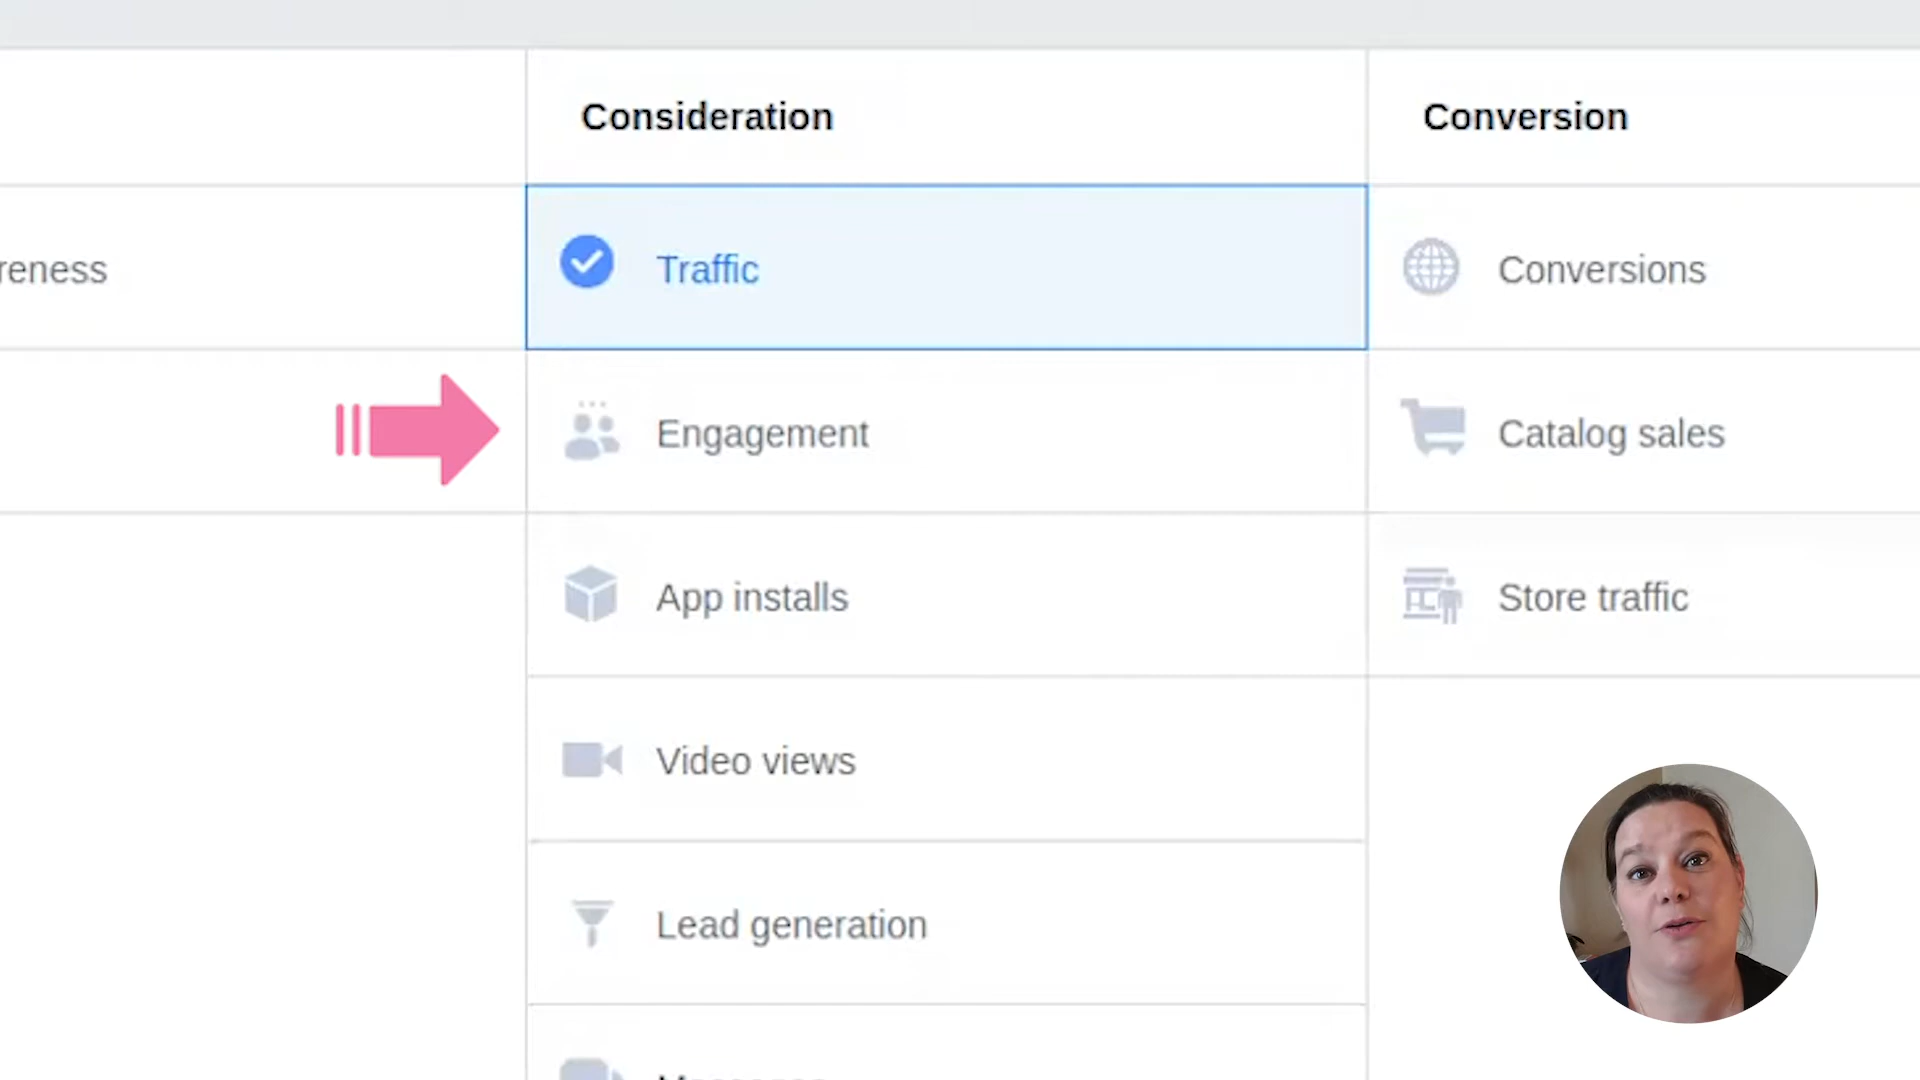 Consideration
Conversion
reness
Traffic
Conversions
Engagement
Catalog sales
App installs
Store traffic
Video views
Lead generation